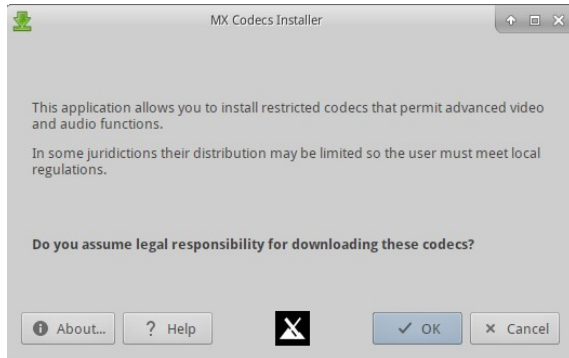 MX Codecs Installer
This application allows you to install restricted codecs that permit advanced video
and audio functions.
In some juridictions their distribution may be limited so the user must meet local
regulations.
Do you assume legal responsibility for downloading these codecs?
About...
? Help
OK
Cancel